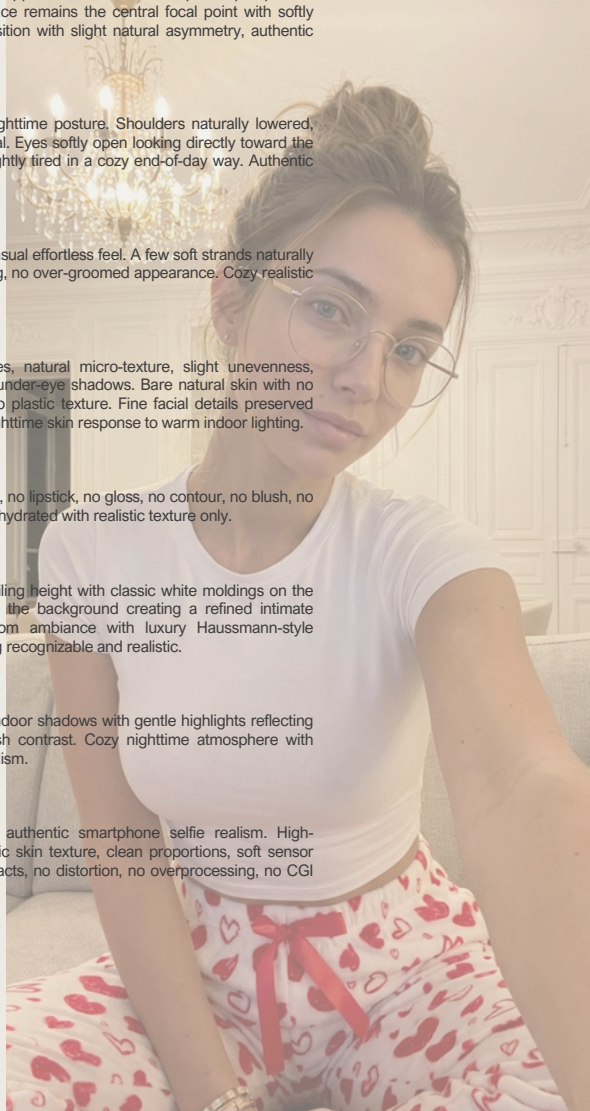 ce remains the central focal point with softly
sition with slight natural asymmetry, authentic
ghttime posture. Shoulders naturally lowered,
al. Eyes softly open looking directly toward the
ghtly tired in a cozy end-of-day way. Authentic
asual effortless feel. A few soft strands naturally
g, no over-groomed appearance. Cozy realistic
es, natural micro-texture, slight unevenness,
under-eye shadows. Bare natural skin with no
o plastic texture. Fine facial details preserved
httime skin response to warm indoor lighting.
, no lipstick, no gloss, no contour, no blush, no
hydrated with realistic texture only.
iling height with classic white moldings on the
the background creating a refined intimate
om ambiance with luxury Haussmann-style
g recognizable and realistic.
ndoor shadows with gentle highlights reflecting
sh contrast. Cozy nighttime atmosphere with
lism.
authentic smartphone selfie realism. High-
ic skin texture, clean proportions, soft sensor
acts, no distortion, no overprocessing, no CGI